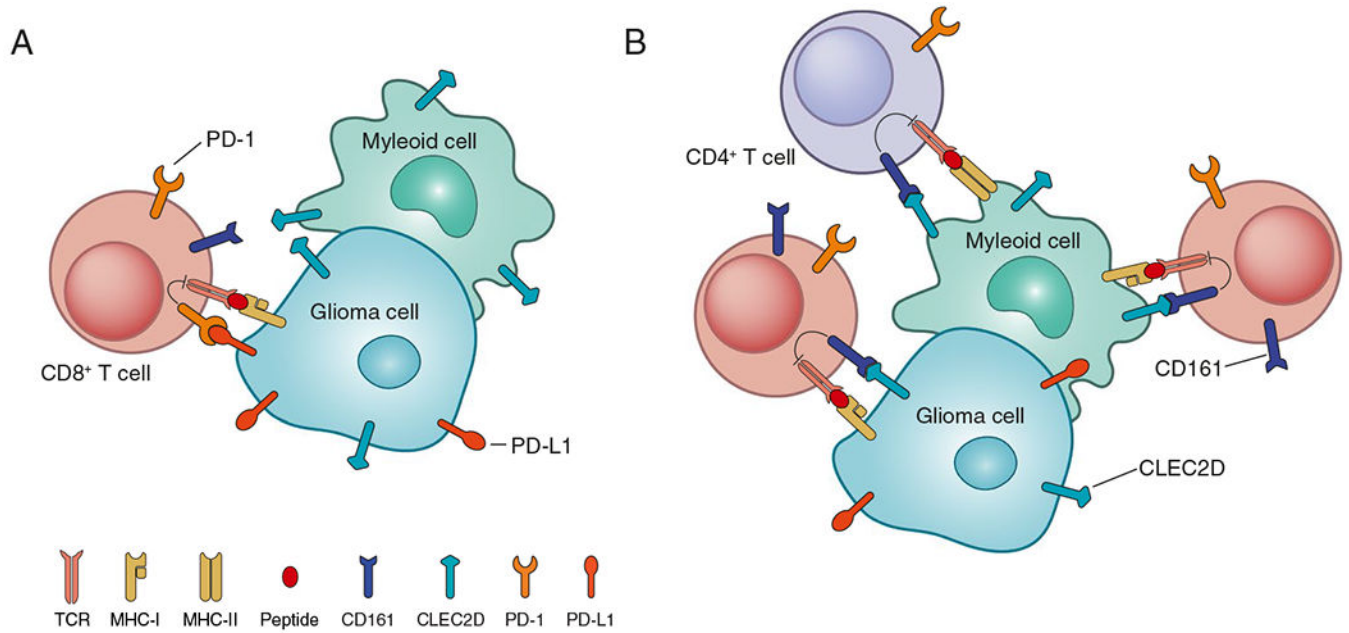 A
PD-1
Myleoid cell
Glioma cell
CD8⁺ T cell
PD-L1
B
CD4⁺ T cell
Myleoid cell
CD161
Glioma cell
CLEC2D
TCR
MHC-I
MHC-II
Peptide
CD161
CLEC2D
PD-1
PD-L1